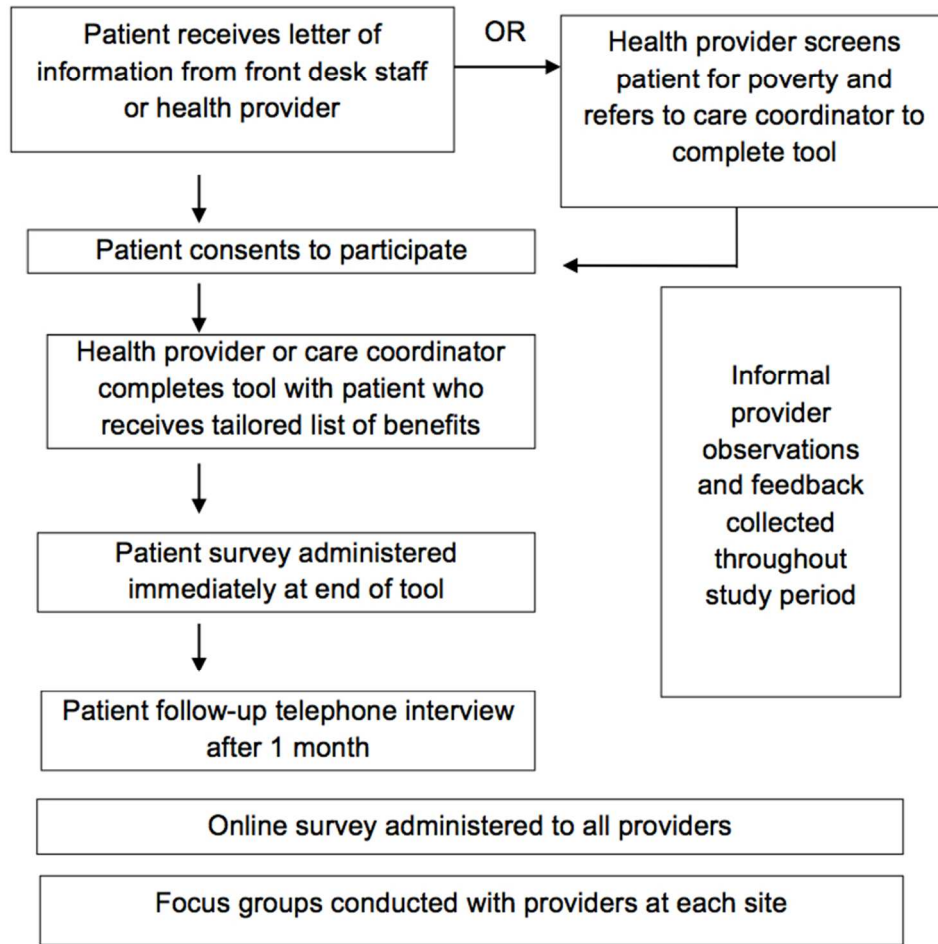 Patient receives letter of
information from front desk staff
or health provider
OR
Health provider screens
patient for poverty and
refers to care coordinator to
complete tool
Patient consents to participate
Health provider or care coordinator
completes tool with patient who
receives tailored list of benefits
Informal
provider
observations
and feedback
collected
throughout
study period
Patient survey administered
immediately at end of tool
Patient follow-up telephone interview
after 1 month
Online survey administered to all providers
Focus groups conducted with providers at each site